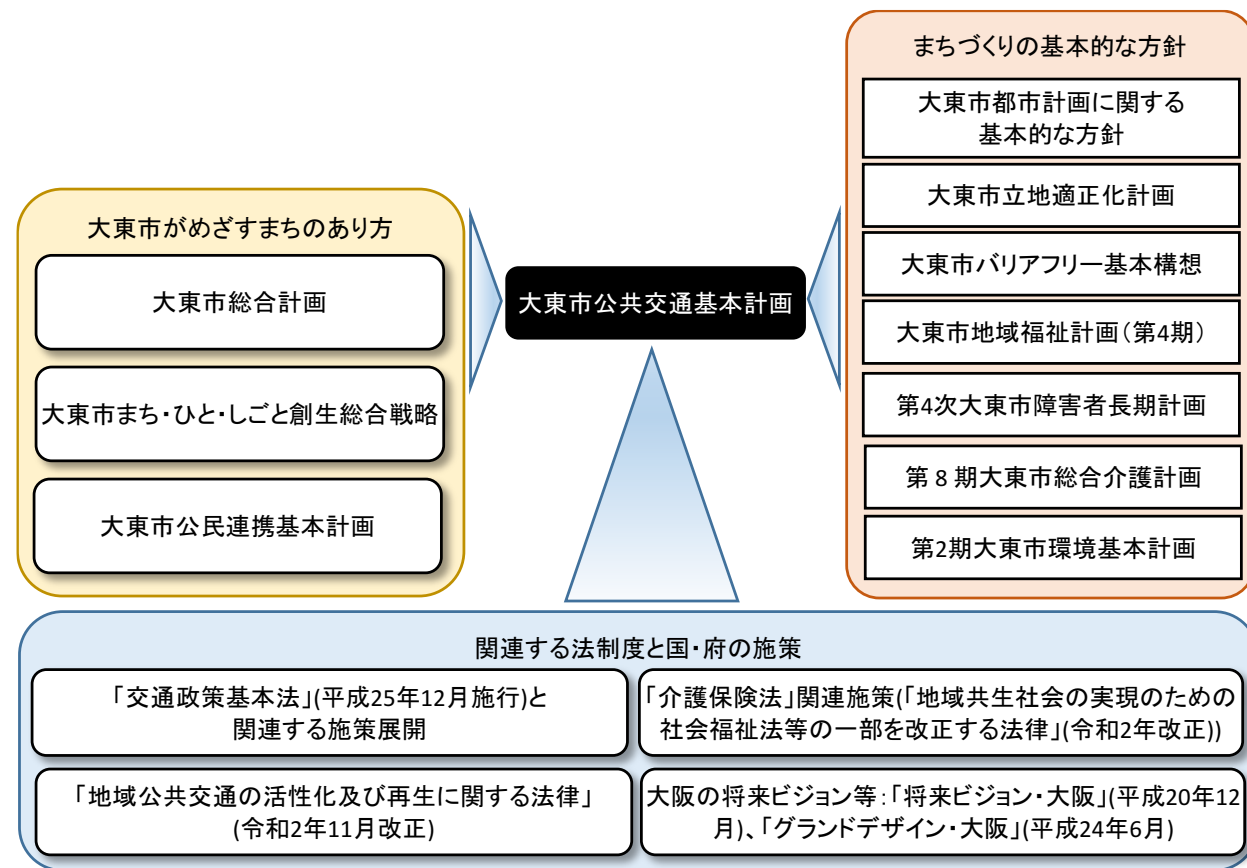 大東市がめざすまちのあり方
大東市総合計画
大東市まち・ひと・しごと創生総合戦略
大東市公民連携基本計画
大東市公共交通基本計画
まちづくりの基本的な方針
大東市都市計画に関する
基本的な方針
大東市立地適正化計画
大東市バリアフリー基本構想
大東市地域福祉計画(第4期)
第4次大東市障害者長期計画
第8期大東市総合介護計画
第2期大東市環境基本計画
関連する法制度と国・府の施策
「交通政策基本法」(平成25年12月施行)と
関連する施策展開
「介護保険法」関連施策(「地域共生社会の実現のための
社会福祉法等の一部を改正する法律」(令和2年改正))
「地域公共交通の活性化及び再生に関する法律」
(令和2年11月改正)
大阪の将来ビジョン等:「将来ビジョン・大阪」(平成20年12
月)、「グランドデザイン・大阪」(平成24年6月)